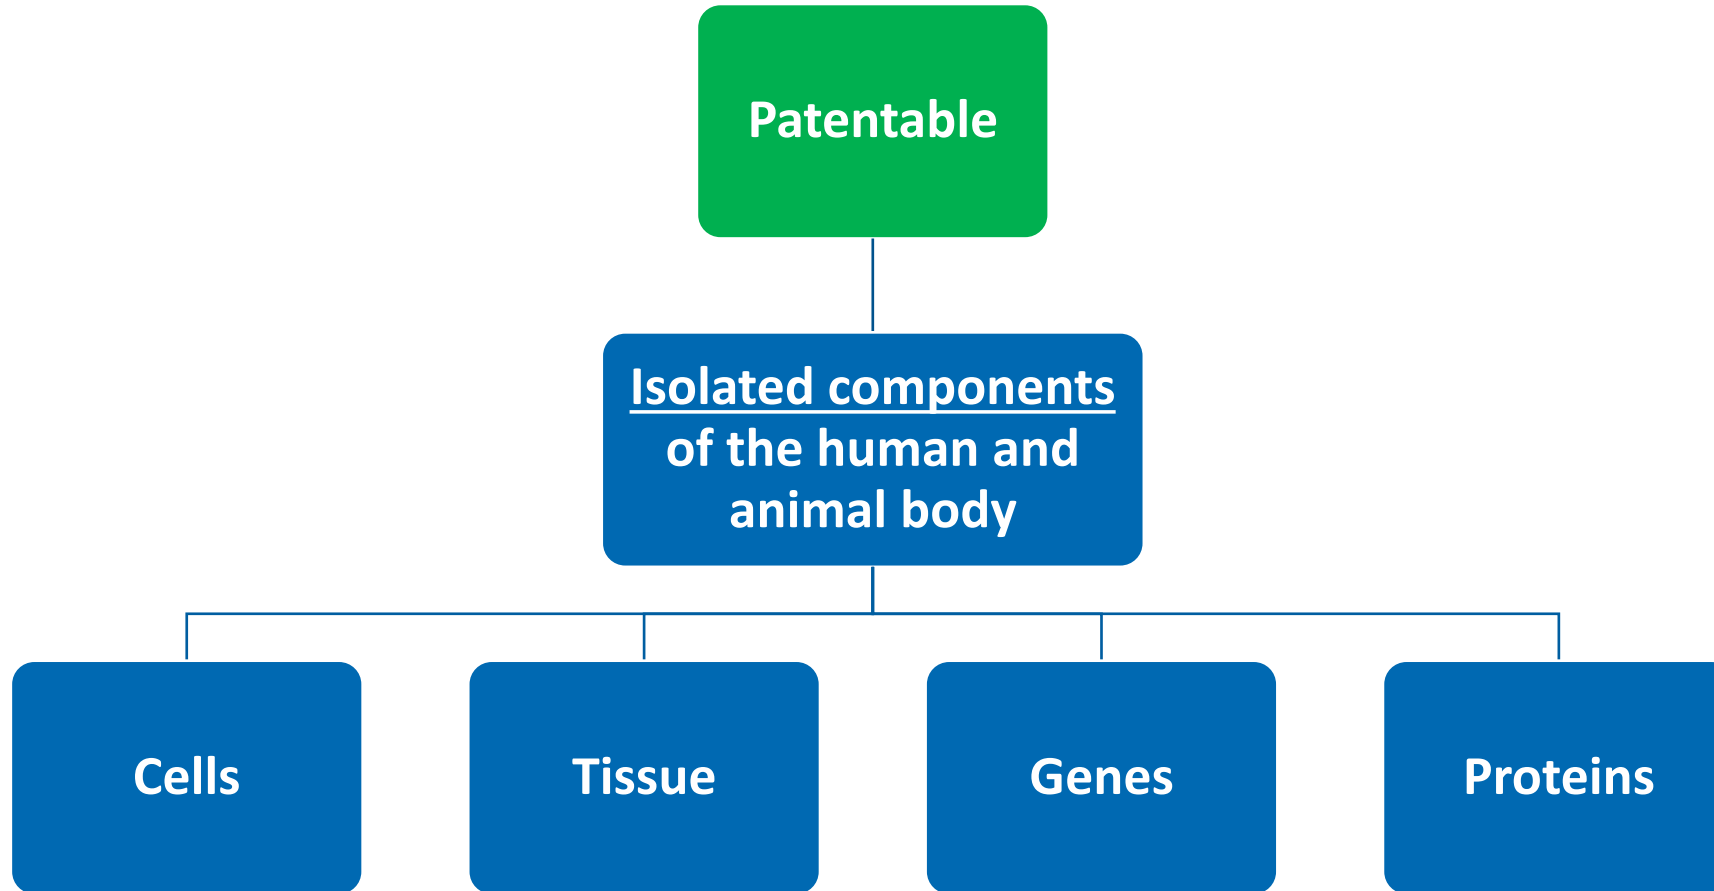 Patentable
Isolated components
of the human and
animal body
Cells
Tissue
Genes
Proteins